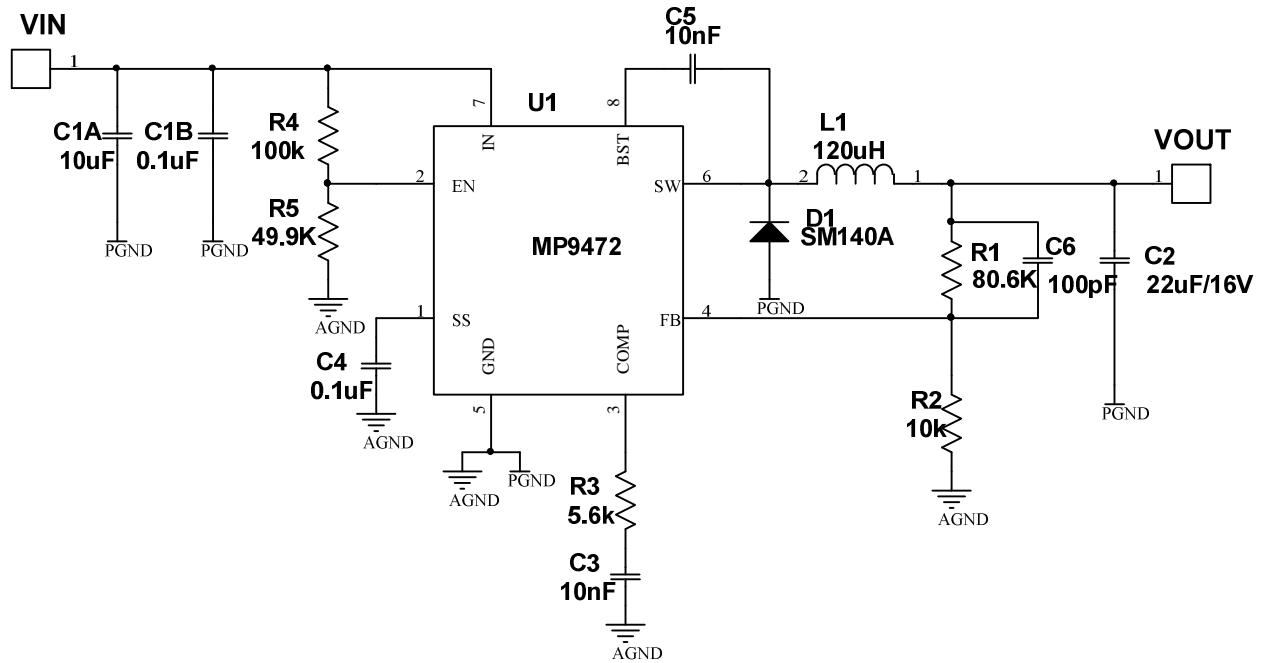 VIN
1
C1A
10uF
PGND
C1B
0.1uF
PGND
R4
100k
R5
49.9K
AGND
C4
0.1uF
AGND
U1
MP9472
7
IN
8
BST
2
EN
1
SS
GND
5
COMP
3
SW
6
FB
4
AGND
PGND
R3
5.6k
C3
10nF
AGND
C5
10nF
D1
SM140A
PGND
L1
120uH
2
1
R1
80.6K
C6
100pF
R2
10k
AGND
C2
22uF/16V
PGND
VOUT
1